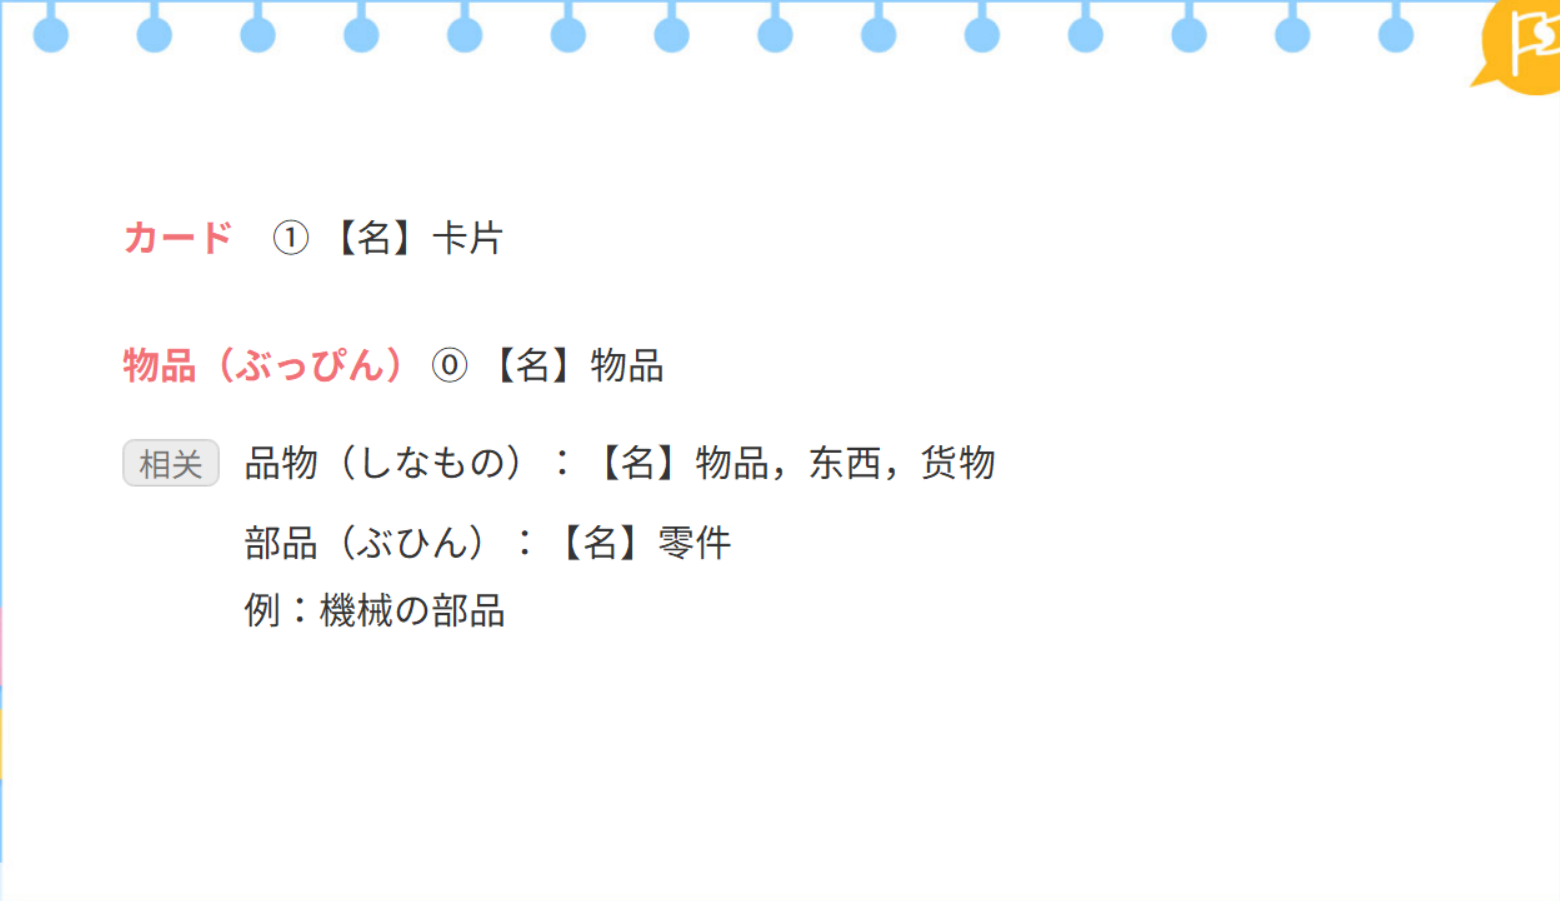 カード ① 【名】卡片
物品（ぶっぴん） ⓪ 【名】物品
相关 品物（しなもの）：【名】物品，东西，货物
部品（ぶひん）：【名】零件
例：機械の部品